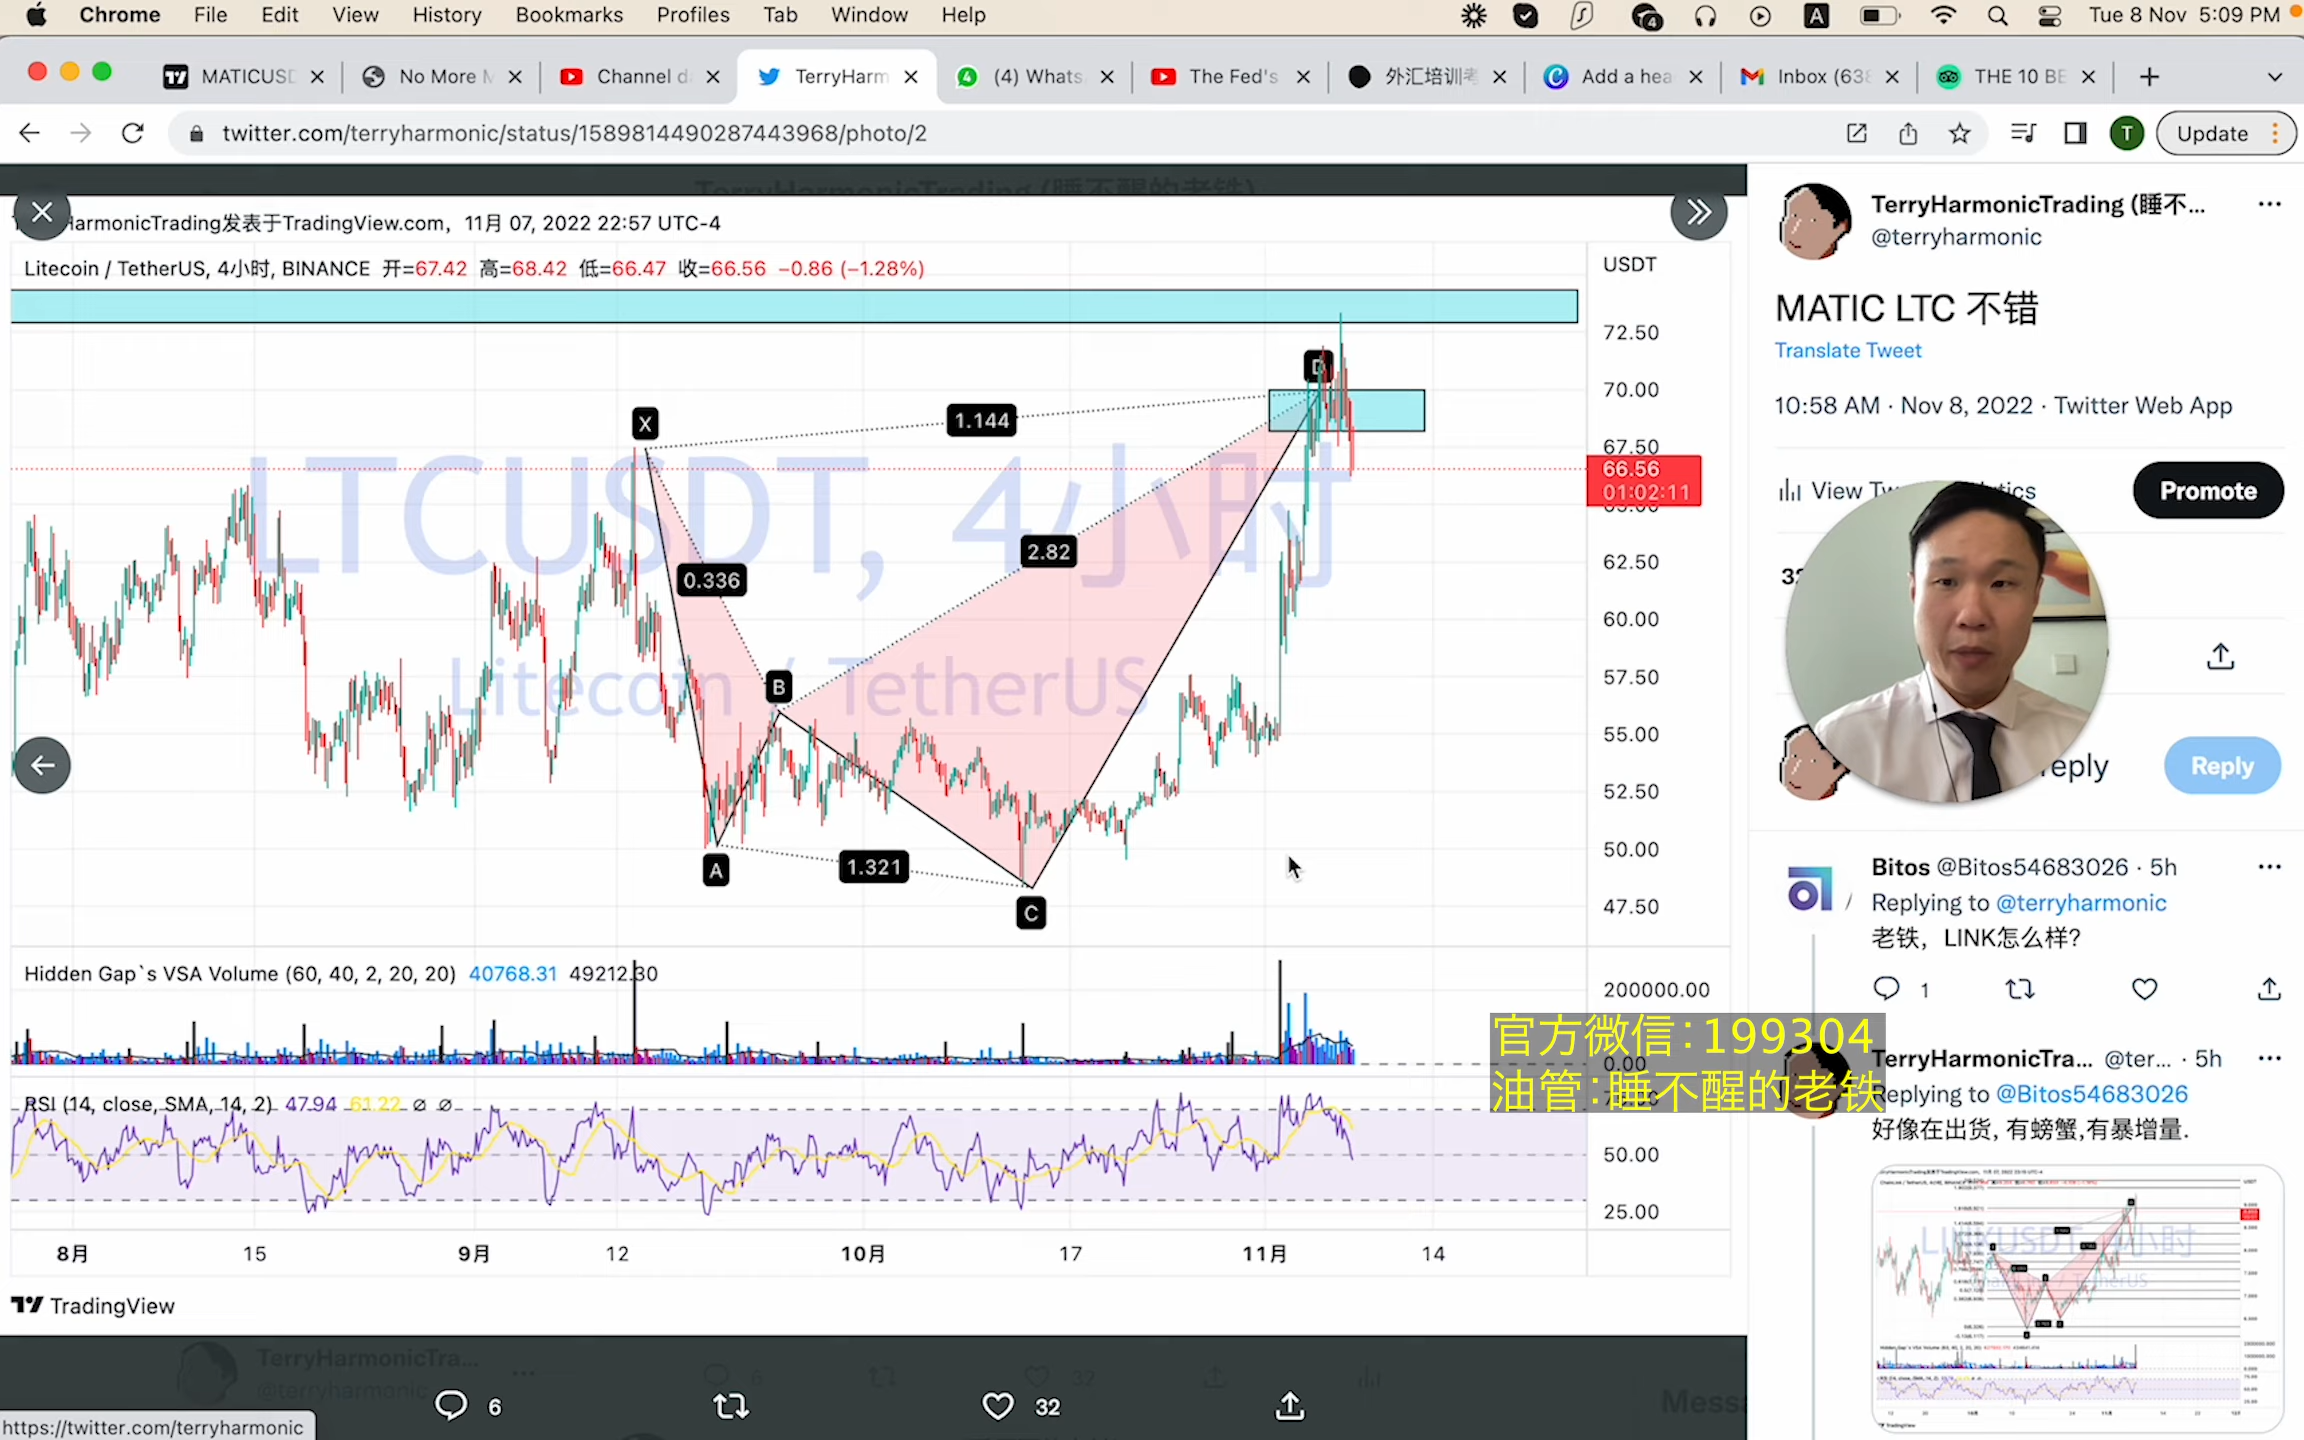 Chrome File Edit View History Bookmarks Profiles Tab Window Help
4 A Tue 8 Nov 5:09 PM
MATICUSD No More Channel d TerryHarm (4) Whats The Fed's 外汇培训 Add a hea Inbox (638 THE 10 BE
twitter.com/terryharmonic/status/1589814490287443968/photo/2
T Update
HarmonicTrading发表于TradingView.com, 11月 07, 2022 22:57 UTC-4
Litecoin / TetherUS, 4小时, BINANCE 开=67.42 高=68.42 低=66.47 收=66.56 −0.86 (−1.28%)
USDT
72.50
70.00
67.50
66.56
01:02:11
65.00
62.50
60.00
57.50
55.00
52.50
50.00
47.50
X
D
1.144
LTCUSDT, 4小时
2.82
0.336
Litecoin / TetherUS
B
A
1.321
C
Hidden Gap`s VSA Volume (60, 40, 2, 20, 20) 40768.31 49212.30
200000.00
0.00
RSI (14, close, SMA, 14, 2) 47.94 61.22 ∅ ∅
50.00
25.00
8月 15 9月 12 10月 17 11月 14
TradingView
TerryHarmonicTra...
@terryharmonic
6 32
https://twitter.com/terryharmonic
TerryHarmonicTrading (睡不...
@terryharmonic
MATIC LTC 不错
Translate Tweet
10:58 AM · Nov 8, 2022 · Twitter Web App
View
Promote
reply
Reply
Bitos @Bitos54683026 · 5h
Replying to @terryharmonic
老铁，LINK怎么样?
1
官方微信:199304
油管:睡不醒的老铁
TerryHarmonicTra... @ter... · 5h
Replying to @Bitos54683026
好像在出货, 有螃蟹,有暴增量.
LINKUSDT, 4小时